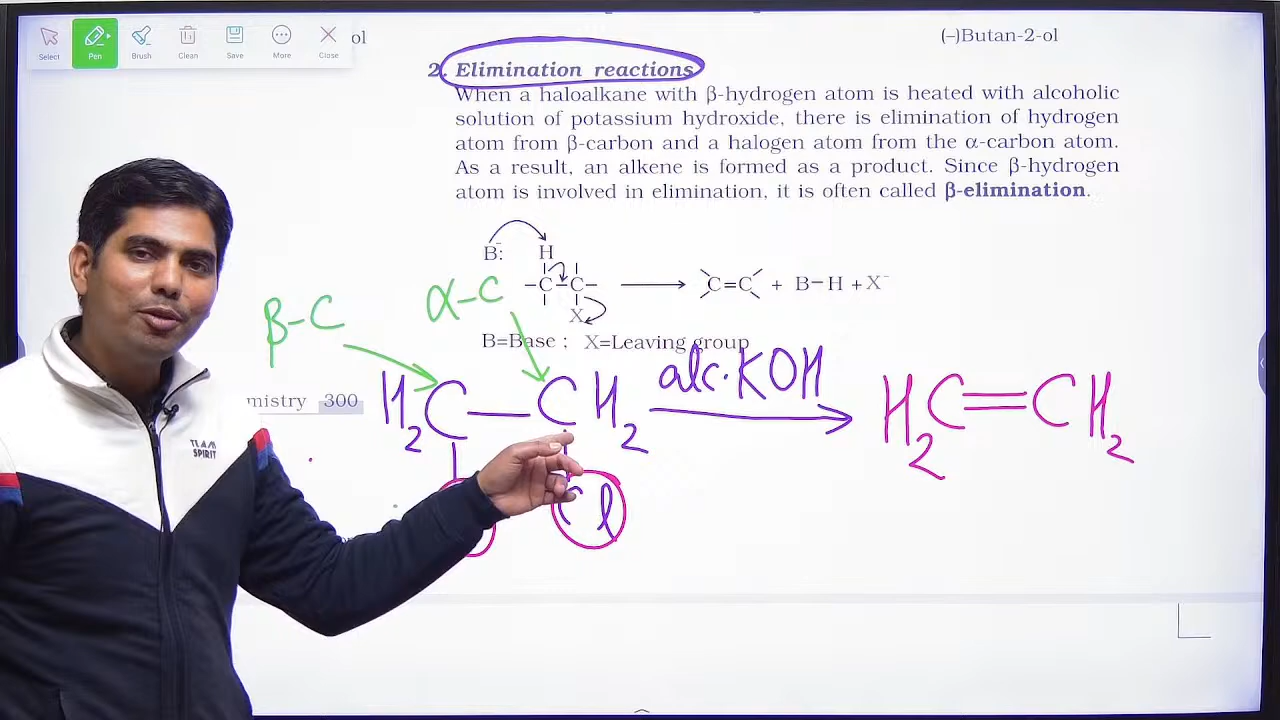 Select Pen Brush Clean Save More Close
ol
(–)Butan-2-ol
2. Elimination reactions
When a haloalkane with β-hydrogen atom is heated with alcoholic
solution of potassium hydroxide, there is elimination of hydrogen
atom from β-carbon and a halogen atom from the α-carbon atom.
As a result, an alkene is formed as a product. Since β-hydrogen
atom is involved in elimination, it is often called β-elimination.
B:⁻ H
–C–C– → C=C + B–H + X⁻
X
B=Base ; X=Leaving group
β-C
α-C
mistry 300
H₂C — CH₂ alc.KOH → H₂C=CH₂
Cl
TEAM
SPIRIT